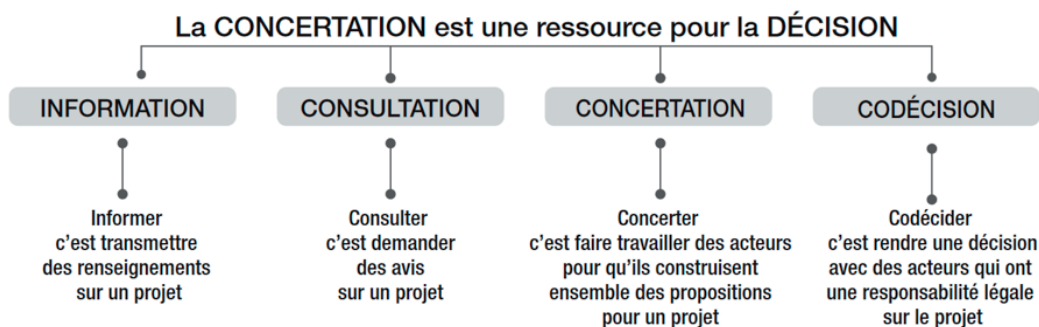 La CONCERTATION est une ressource pour la DÉCISION
INFORMATION
Informer
c’est transmettre
des renseignements
sur un projet
CONSULTATION
Consulter
c’est demander
des avis
sur un projet
CONCERTATION
Concerter
c’est faire travailler des acteurs
pour qu’ils construisent
ensemble des propositions
pour un projet
CODÉCISION
Codécider
c’est rendre une décision
avec des acteurs qui ont
une responsabilité légale
sur le projet